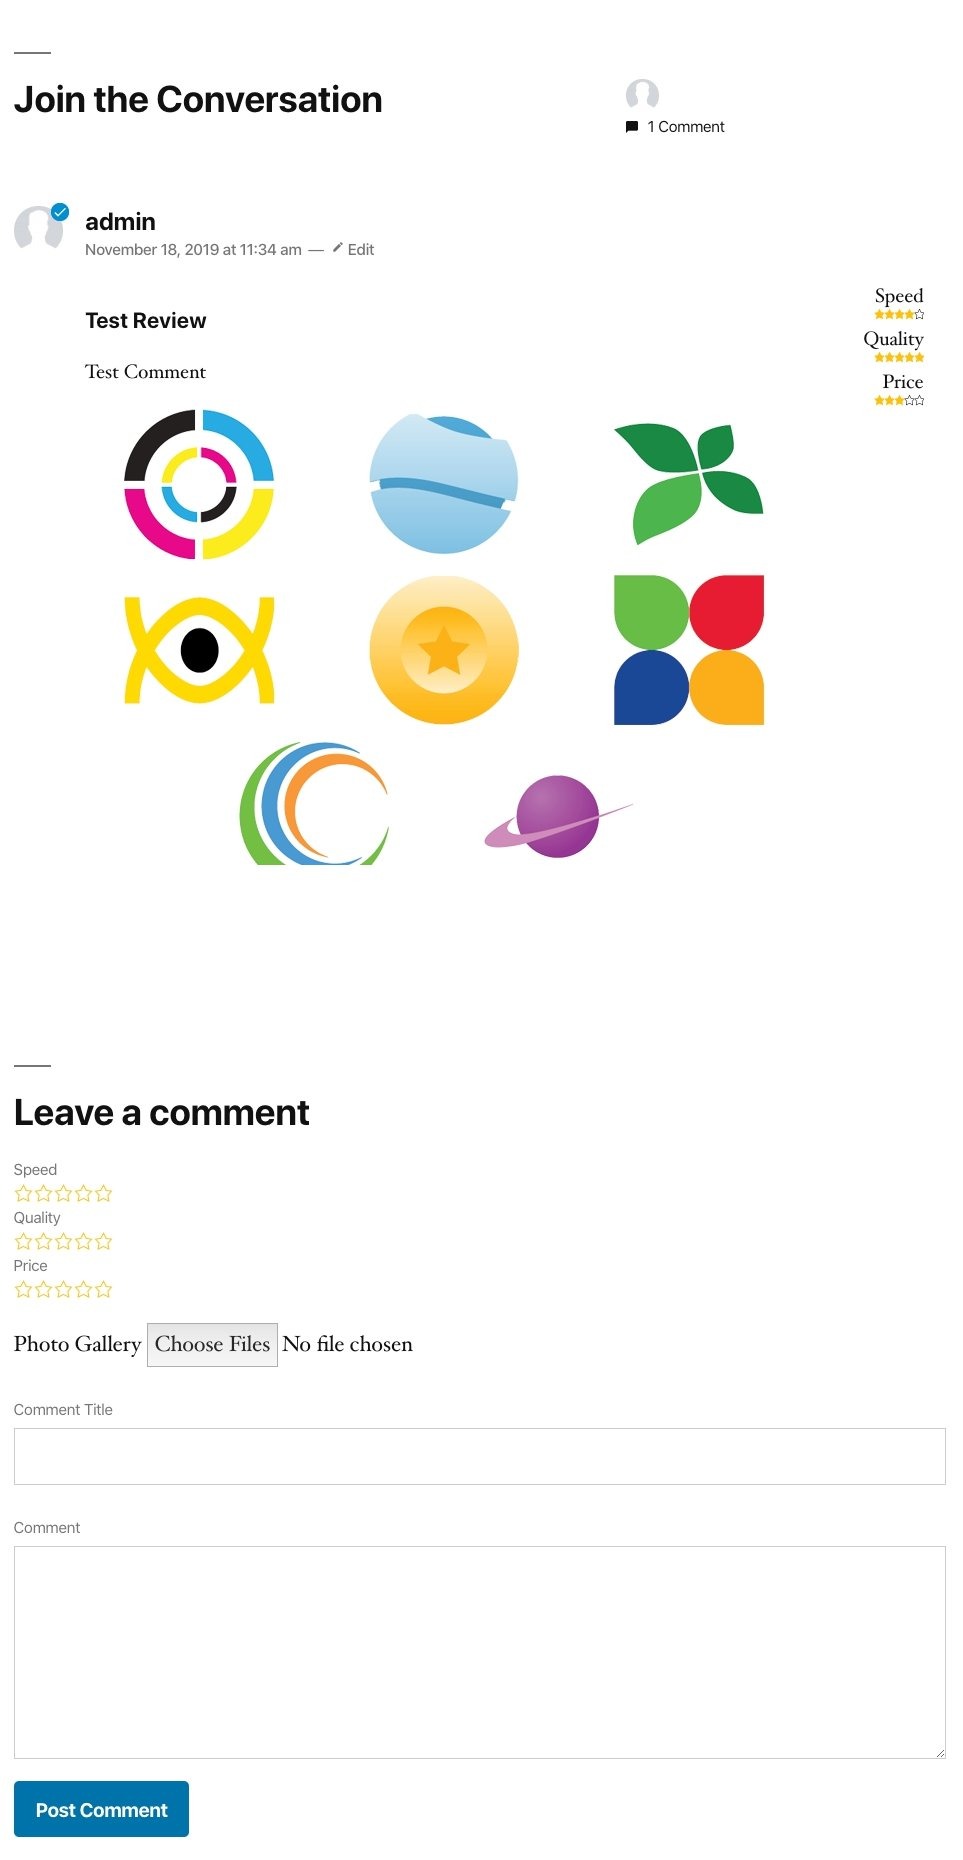 Join the Conversation
1 Comment
admin
November 18, 2019 at 11:34 am — Edit
Speed
Test Review
Quality
Test Comment
Price
Leave a comment
Speed
Quality
Price
Photo Gallery Choose Files No file chosen
Comment Title
Comment
Post Comment